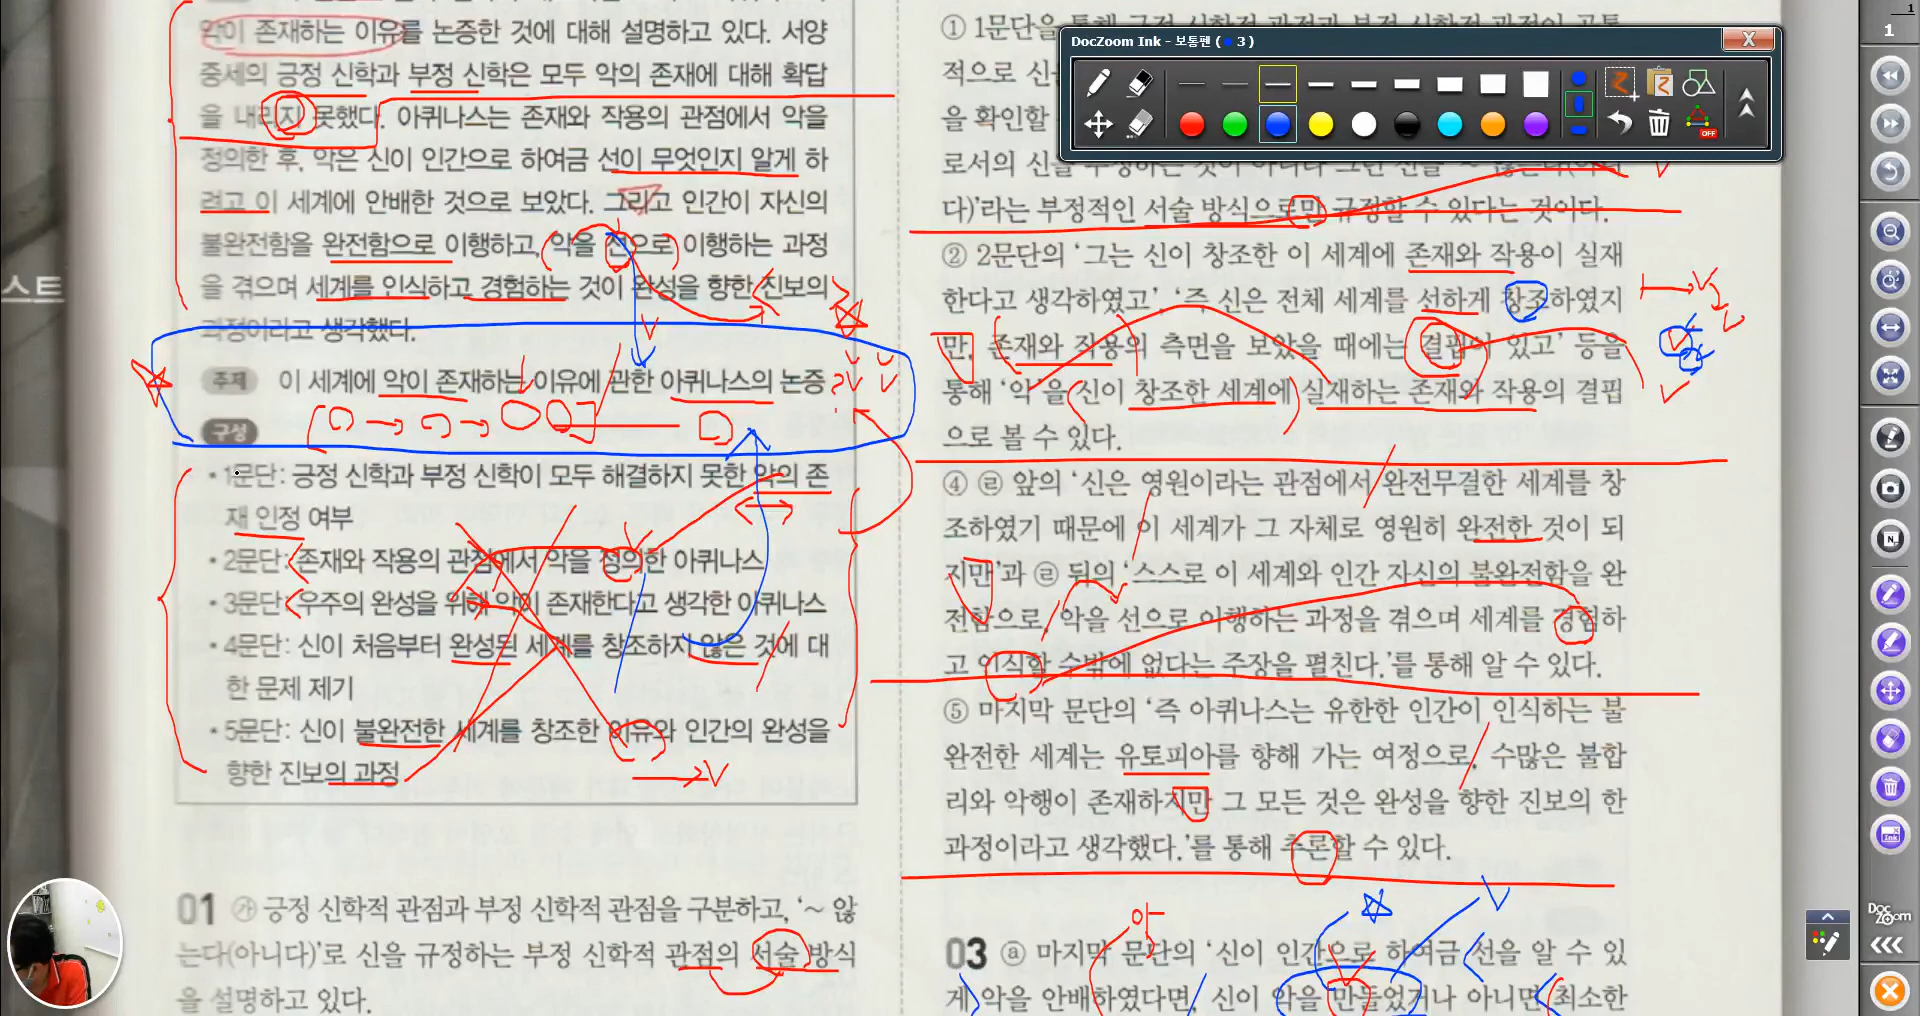 악이 존재하는 이유를 논증한 것에 대해 설명하고 있다. 서양
중세의 긍정 신학과 부정 신학은 모두 악의 존재에 대해 확답
을 내리지 못했다. 아퀴나스는 존재와 작용의 관점에서 악을
정의한 후, 악은 신이 인간으로 하여금 선이 무엇인지 알게 하
려고 이 세계에 안배한 것으로 보았다. 그리고 인간이 자신의
불완전함을 완전함으로 이행하고, 악을 선으로 이행하는 과정
을 겪으며 세계를 인식하고 경험하는 것이 완성을 향한 진보의
과정이라고 생각했다.
주제 이 세계에 악이 존재하는 이유에 관한 아퀴나스의 논증
구성
• 1문단: 긍정 신학과 부정 신학이 모두 해결하지 못한 악의 존
재 인정 여부
• 2문단: 존재와 작용의 관점에서 악을 정의한 아퀴나스
• 3문단: 우주의 완성을 위해 악이 존재한다고 생각한 아퀴나스
• 4문단: 신이 처음부터 완성된 세계를 창조하지 않은 것에 대
한 문제 제기
• 5문단: 신이 불완전한 세계를 창조한 이유와 인간의 완성을
향한 진보의 과정
01 ㉮ 긍정 신학적 관점과 부정 신학적 관점을 구분하고, ‘~ 않
는다(아니다)’로 신을 규정하는 부정 신학적 관점의 서술 방식
을 설명하고 있다.
① 1문단을 통해 긍정 신학적 관점과 부정 신학적 관점이 공통
적으로 신
을 확인할
로서의 신을
다)’라는 부정적인 서술 방식으로만 규정할 수 있다는 것이다.
② 2문단의 ‘그는 신이 창조한 이 세계에 존재와 작용이 실재
한다고 생각하였고’, ‘즉 신은 전체 세계를 선하게 창조하였지
만, 존재와 작용의 측면을 보았을 때에는 결핍이 있고’ 등을
통해 ‘악’을 신이 창조한 세계에 실재하는 존재와 작용의 결핍
으로 볼 수 있다.
④ ㉣ 앞의 ‘신은 영원이라는 관점에서 완전무결한 세계를 창
조하였기 때문에 이 세계가 그 자체로 영원히 완전한 것이 되
지만’과 ㉣ 뒤의 ‘스스로 이 세계와 인간 자신의 불완전함을 완
전함으로, 악을 선으로 이행하는 과정을 겪으며 세계를 경험하
고 인식할 수밖에 없다는 주장을 펼친다.’를 통해 알 수 있다.
⑤ 마지막 문단의 ‘즉 아퀴나스는 유한한 인간이 인식하는 불
완전한 세계는 유토피아를 향해 가는 여정으로, 수많은 불합
리와 악행이 존재하지만 그 모든 것은 완성을 향한 진보의 한
과정이라고 생각했다.’를 통해 추론할 수 있다.
악
03 ⓐ 마지막 문단의 ‘신이 인간으로 하여금 선을 알 수 있
게 악을 안배하였다면, 신이 악을 만들었거나 아니면 최소한
스트
DocZoom Ink - 보통펜 ( 3 )
OFF
1
1
N
Ink
Doc
Zoom